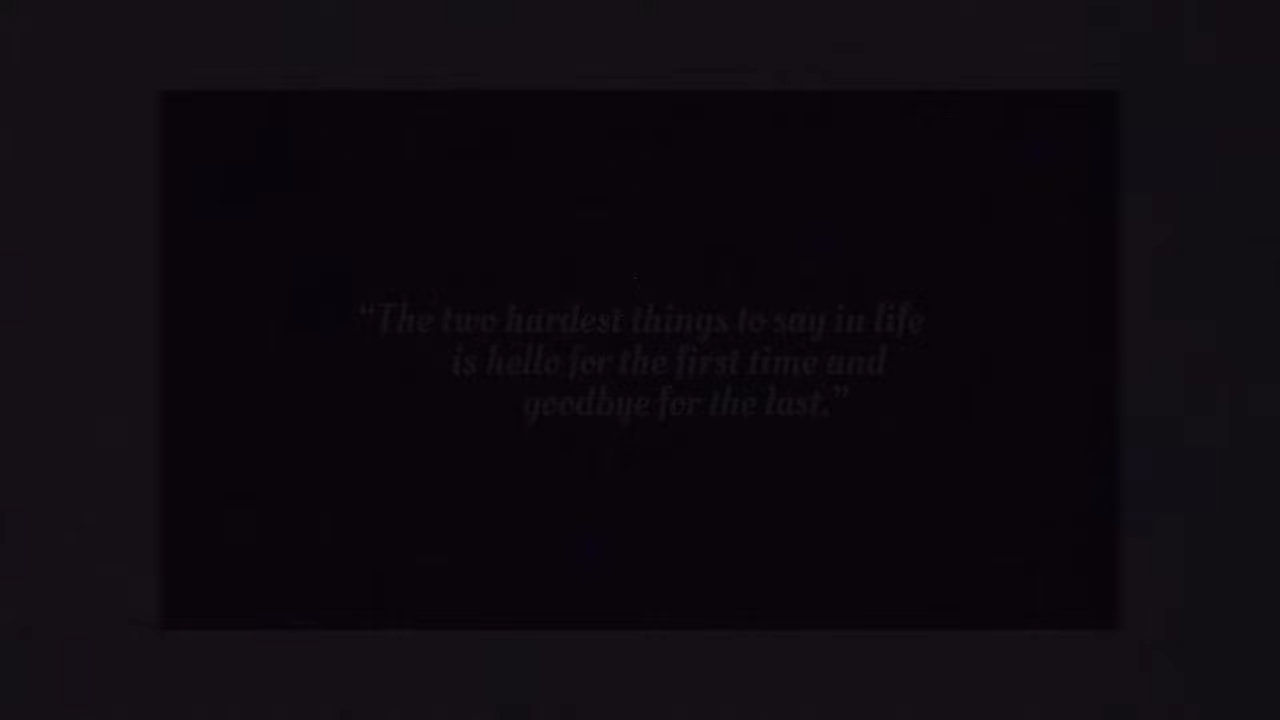 “The two hardest things to say in life
is hello for the first time and
goodbye for the last.”